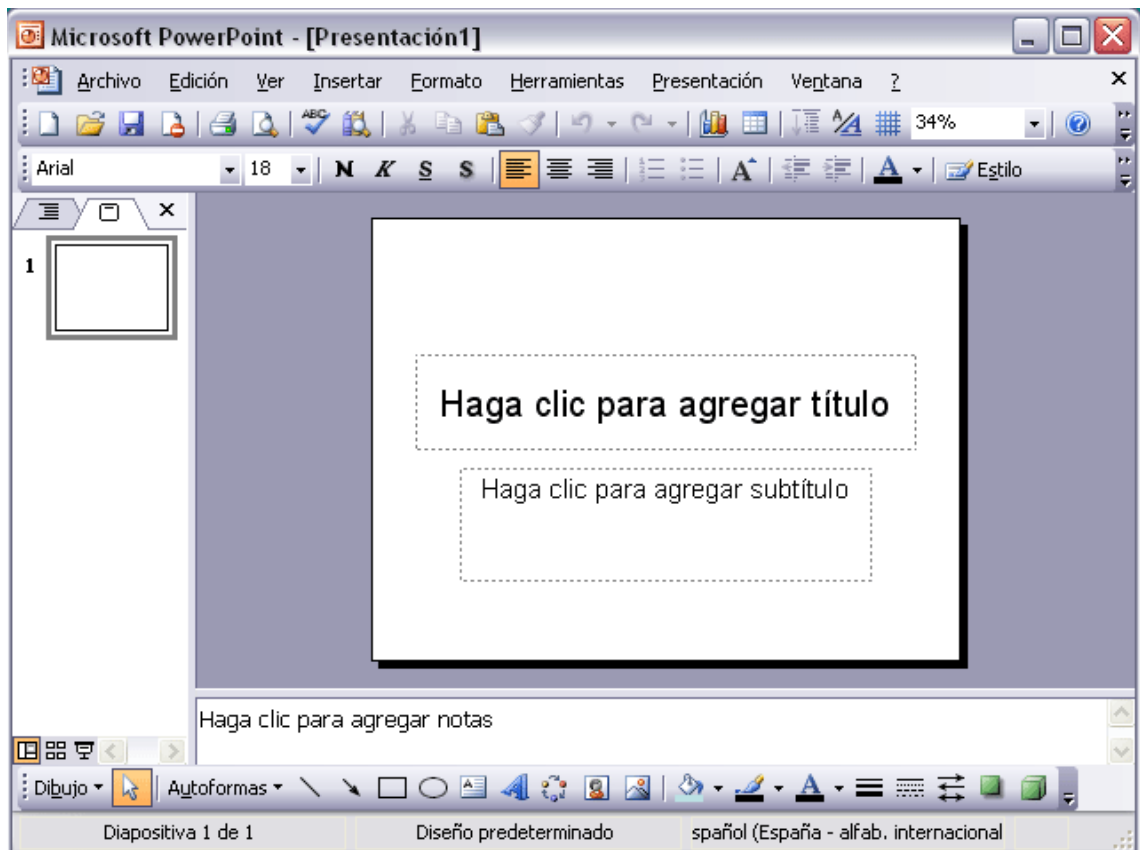 Microsoft PowerPoint - [Presentación1]
Archivo Edición Ver Insertar Formato Herramientas Presentación Ventana ?
ABC 34%
Arial 18 N K S S A A Estilo
1
Haga clic para agregar título
Haga clic para agregar subtítulo
Haga clic para agregar notas
Dibujo Autoformas A A
Diapositiva 1 de 1 Diseño predeterminado spañol (España - alfab. internacional